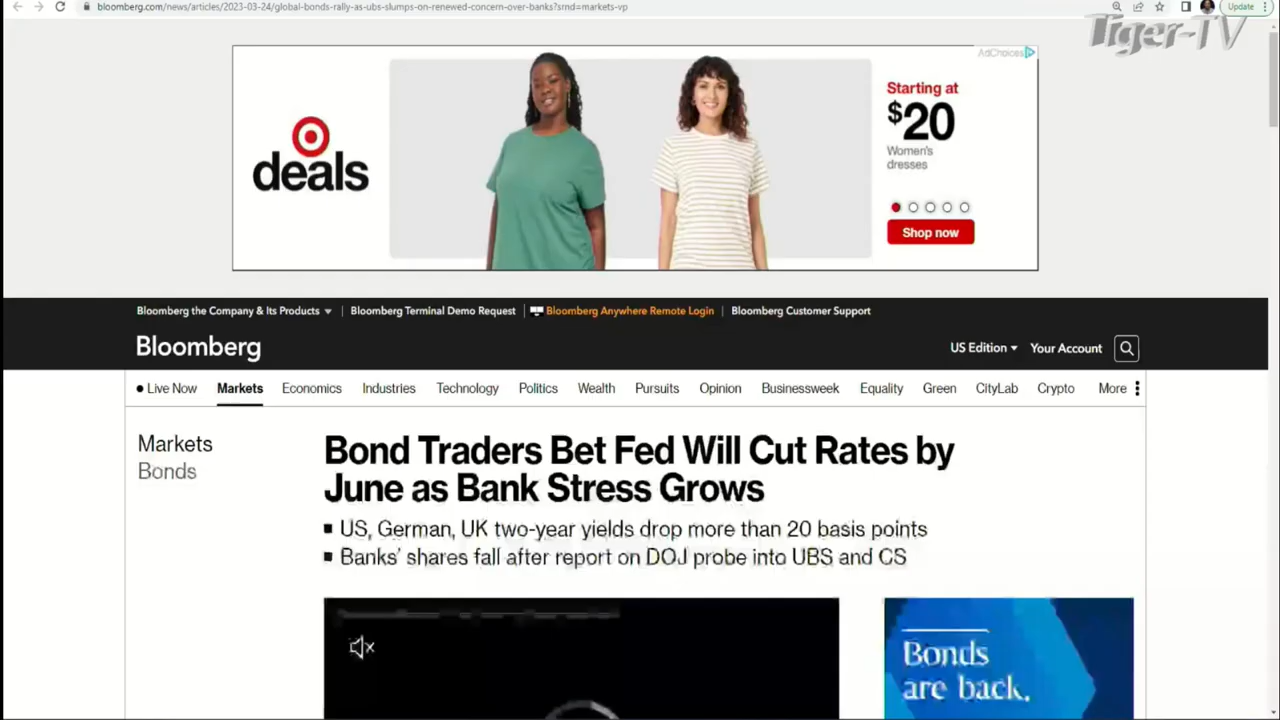 bloomberg.com/news/articles/2023-03-24/global-bonds-rally-as-ubs-slumps-on-renewed-concern-over-banks?srnd=markets-vp
Update
Tiger-TV
AdChoices
deals
Starting at
$20
Women's
dresses
Shop now
Bloomberg the Company & Its Products
Bloomberg Terminal Demo Request
Bloomberg Anywhere Remote Login
Bloomberg Customer Support
Bloomberg
US Edition
Your Account
Live Now
Markets
Economics
Industries
Technology
Politics
Wealth
Pursuits
Opinion
Businessweek
Equality
Green
CityLab
Crypto
More
Markets
Bonds
Bond Traders Bet Fed Will Cut Rates by
June as Bank Stress Grows
US, German, UK two-year yields drop more than 20 basis points
Banks' shares fall after report on DOJ probe into UBS and CS
Bonds
are back.